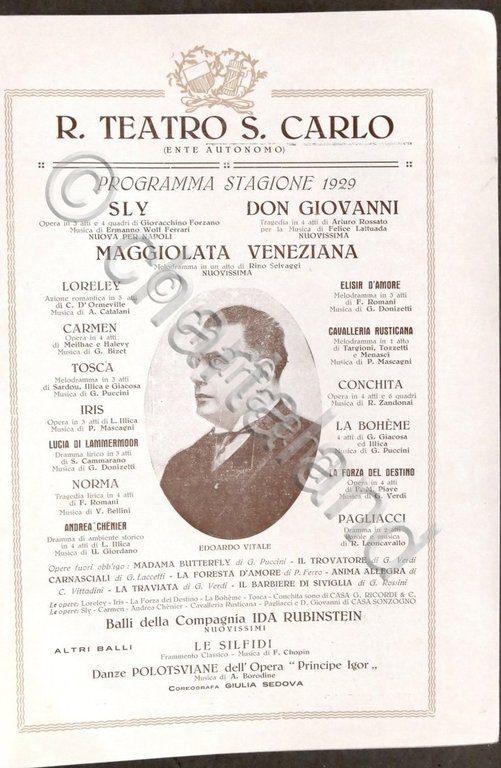 R. TEATRO S. CARLO
(ENTE AUTONOMO)
PROGRAMMA STAGIONE 1929
SLY
Opera in 3 atti e 4 quadri di Gioracchino Forzano
Musica di Ermanno Wolf Ferrari
NUOVA PER NAPOLI
DON GIOVANNI
Tragedia in 4 atti di Arturo Rossato
per la Musica di Felice Lattuada
NUOVISSIMA
MAGGIOLATA VENEZIANA
Melodramma in un atto di Rino Selvaggi
NUOVISSIMA
LORELEY
Azione romantica in 3 atti
di C. D'Ormeville
Musica di A. Catalani
CARMEN
Opera in 4 atti
di Meilhac e Halevy
Musica di G. Bizet
TOSCA
Melodramma in 3 atti
di Sardou, Illica e Giacosa
Musica di G. Puccini
IRIS
Opera in 3 atti di L. Illica
Musica di P. Mascagni
LUCIA DI LAMMERMOOR
Dramma lirico in 3 atti
di S. Cammarano
Musica di G. Donizetti
NORMA
Tragedia lirica in 4 atti
di F. Romani
Musica di V. Bellini
ANDREA CHÈNIER
Dramma di ambiente storico
in 4 atti di L. Illica
Musica di U. Giordano
ELISIR D'AMORE
Melodramma in 3 atti
di F. Romani
Musica di G. Donizetti
CAVALLERIA RUSTICANA
Melodramma in 1 atto
di Targioni, Tozzetti
e Menasci
Musica di P. Mascagni
CONCHITA
Opera in 4 atti e 6 quadri
Musica di R. Zandonai
LA BOHÈME
4 atti di G. Giacosa
ed Illica
Musica di G. Puccini
LA FORZA DEL DESTINO
Opera in 4 atti
di F. M. Piave
Musica di G. Verdi
PAGLIACCI
Dramma in 2 atti
Parole e musica
di R. Leoncavallo
EDOARDO VITALE
Opere fuori obbligo: MADAMA BUTTERFLY di G. Puccini - IL TROVATORE di G. Verdi
CARNASCIALI di G. Laccetti - LA FORESTA D'AMORE di P. Ferro - ANIMA ALLEGRA di
C. Vittadini - LA TRAVIATA di G. Verdi - IL BARBIERE DI SIVIGLIA di G. Rossini
Le opere: Loreley - Iris - La Forza del Destino - La Bohème - Tosca - Conchita sono di CASA G. RICORDI & C.
Le opere: Sly - Carmen - Andrea Chénier - Cavalleria Rusticana - Pagliacci e D. Giovanni di CASA SONZOGNO
Balli della Compagnia IDA RUBINSTEIN
NUOVISSIMI
ALTRI BALLI
LE SILFIDI
Frammento Classico - Musica di F. Chopin
Danze POLOTSVIANE dell'Opera "Principe Igor„
Musica di A. Borodine
COREOGRAFA GIULIA SEDOVA
© chartaland